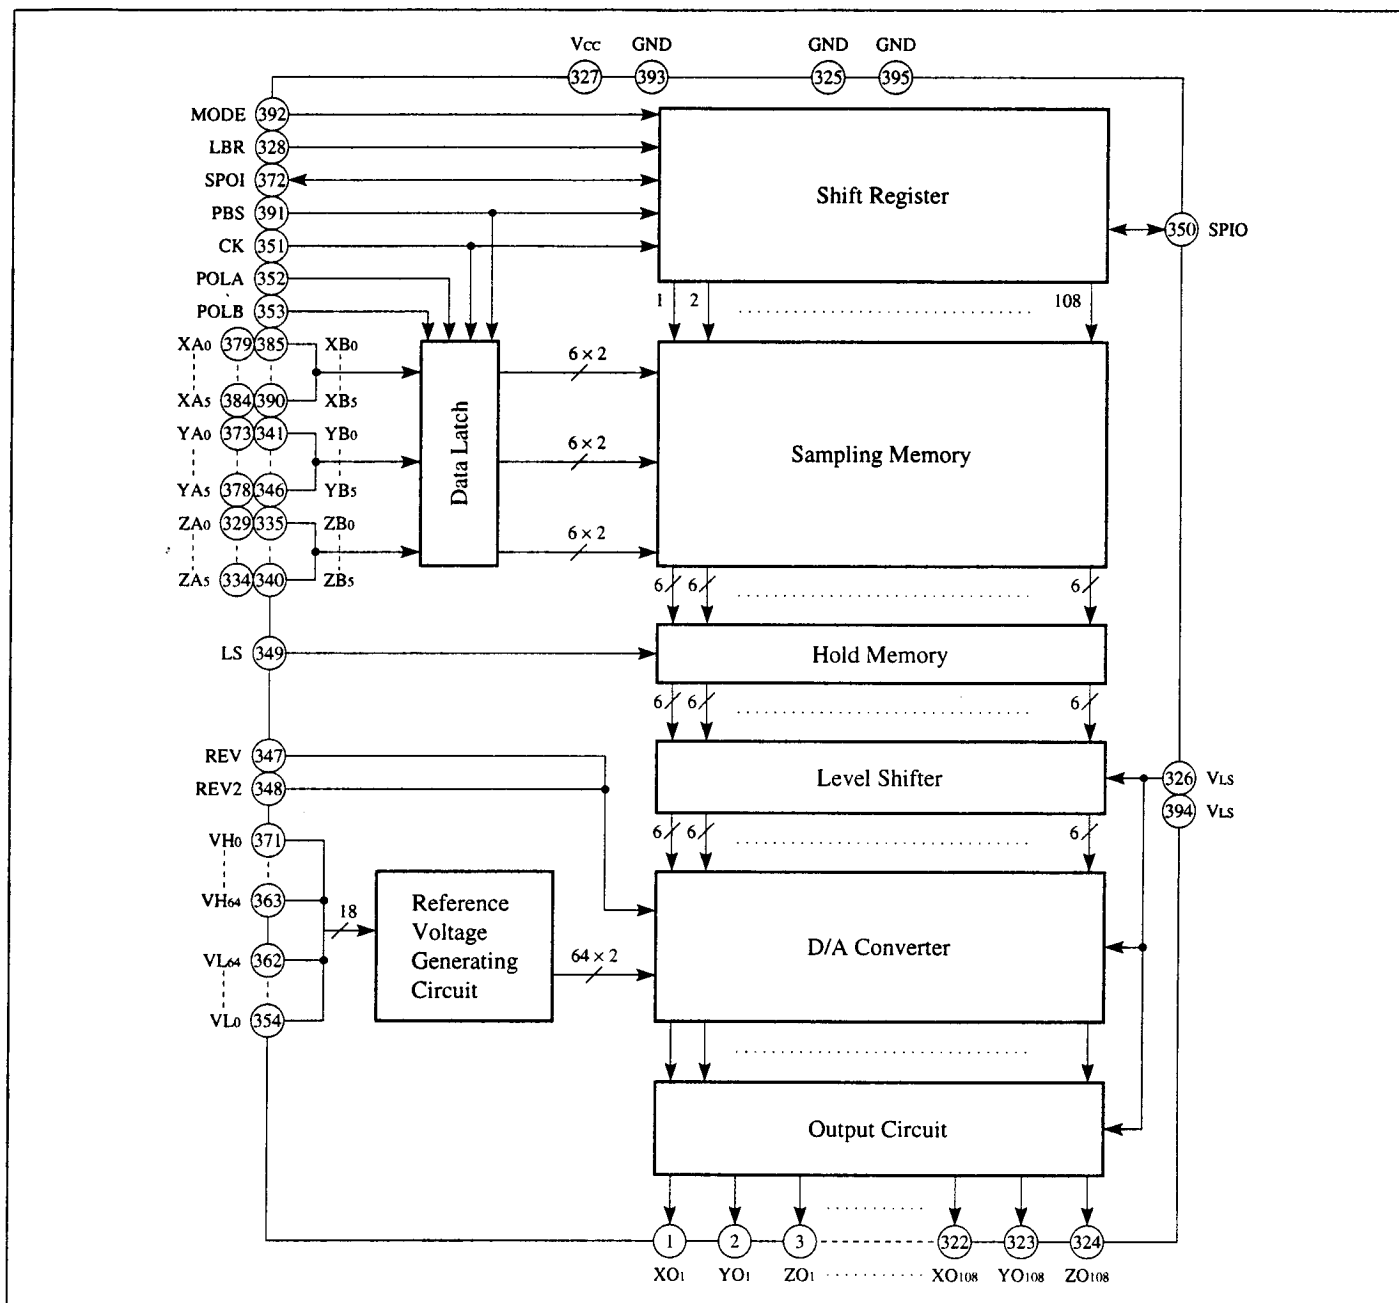 Vcc GND GND GND
327 393 325 395
MODE 392
LBR 328
SPOI 372
PBS 391
CK 351
POLA 352
POLB 353
Shift Register
350 SPIO
1 2 108
XA0 379 385 XB0
XA5 384 390 XB5
YA0 373 341 YB0
YA5 378 346 YB5
ZA0 329 335 ZB0
ZA5 334 340 ZB5
Data Latch
6 × 2
6 × 2
6 × 2
Sampling Memory
6 6 6
LS 349
Hold Memory
6 6 6
REV 347
REV2 348
Level Shifter
326 VLS
394 VLS
6 6 6
VH0 371
VH64 363
VL64 362
VL0 354
18
Reference
Voltage
Generating
Circuit
64 × 2
D/A Converter
Output Circuit
1 2 3 322 323 324
XO1 YO1 ZO1 XO108 YO108 ZO108